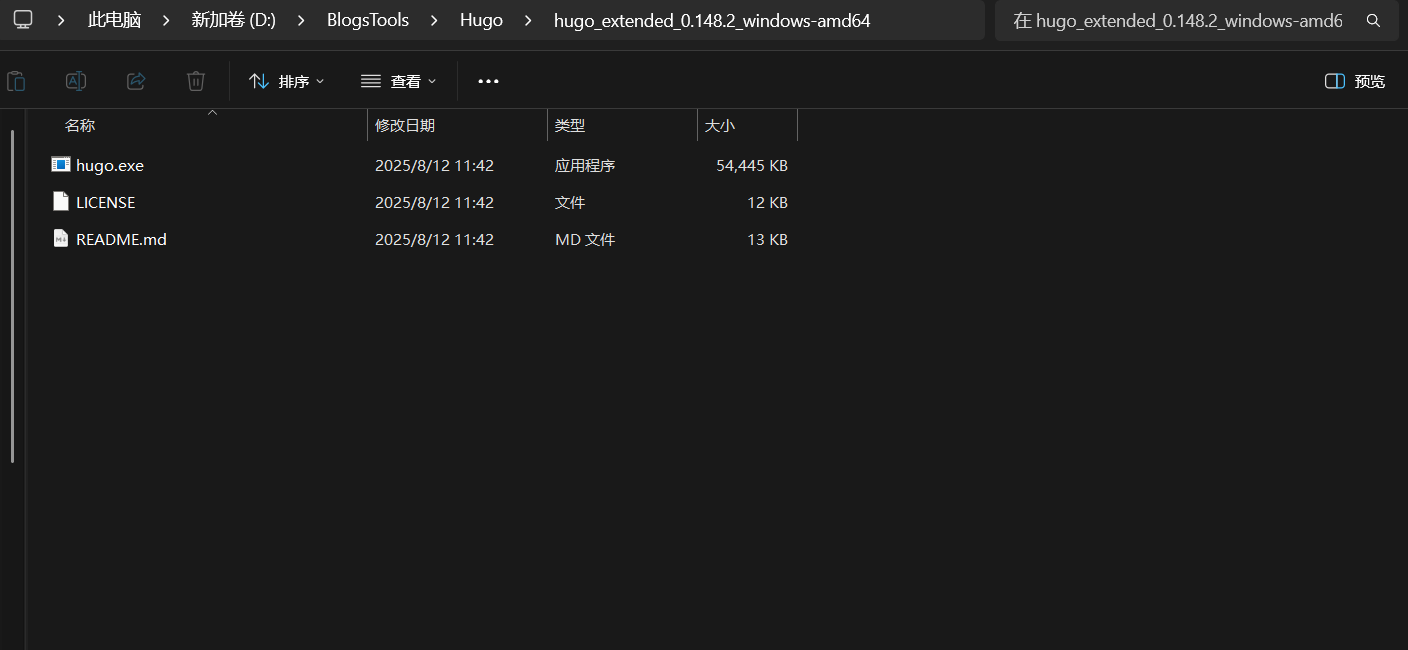 此电脑 > 新加卷 (D:) > BlogsTools > Hugo > hugo_extended_0.148.2_windows-amd64 在 hugo_extended_0.148.2_windows-amd6
排序 查看 ••• 预览
名称 修改日期 类型 大小
hugo.exe 2025/8/12 11:42 应用程序 54,445 KB
LICENSE 2025/8/12 11:42 文件 12 KB
README.md 2025/8/12 11:42 MD 文件 13 KB